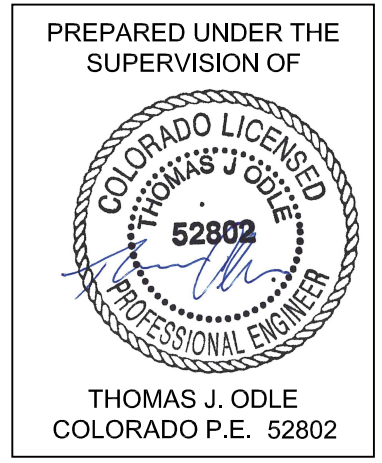 PREPARED UNDER THE
SUPERVISION OF
COLORADO LICENSED
THOMAS J ODLE
52802
PROFESSIONAL ENGINEER
THOMAS J. ODLE
COLORADO P.E. 52802